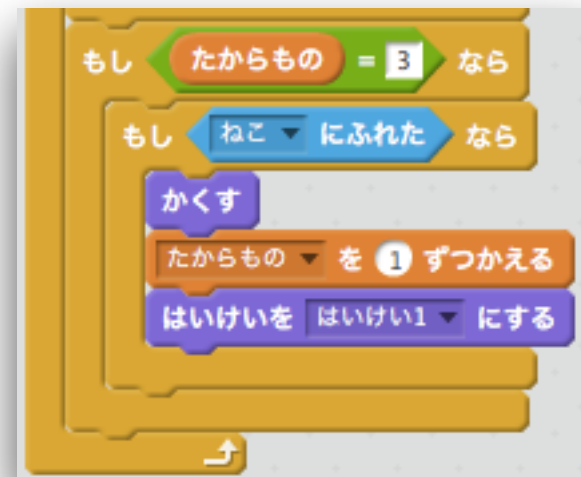 もし たからもの = 3 なら
もし ねこ にふれた なら
かくす
たからもの を 1 ずつかえる
はいけいを はいけい1 にする